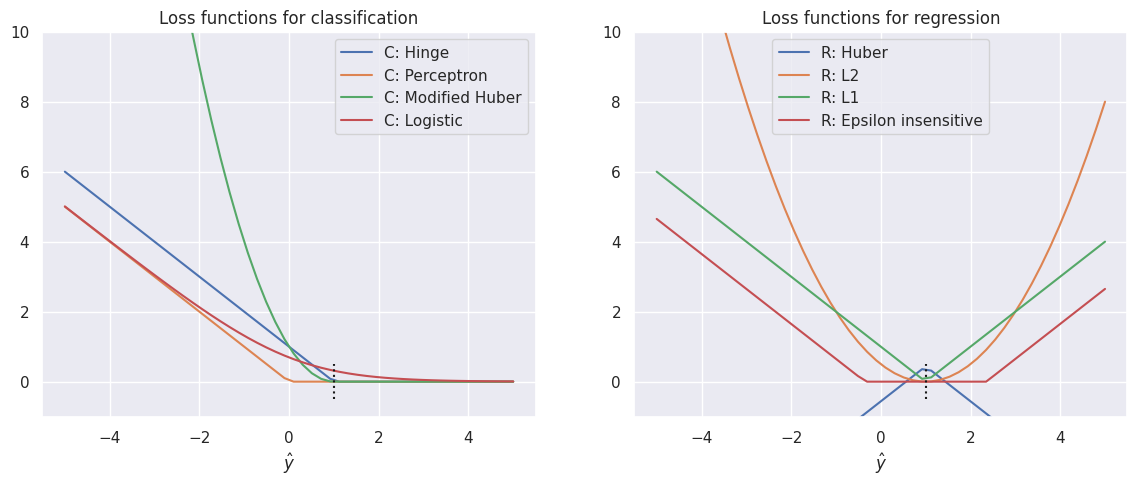 Loss functions for classification
10
8
6
4
2
0
C: Hinge
C: Perceptron
C: Modified Huber
C: Logistic
−4
−2
0
2
4
ŷ
Loss functions for regression
10
8
6
4
2
0
R: Huber
R: L2
R: L1
R: Epsilon insensitive
−4
−2
0
2
4
ŷ